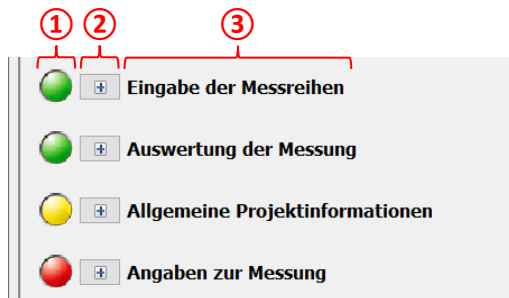 1 2 3
Eingabe der Messreihen
Auswertung der Messung
Allgemeine Projektinformationen
Angaben zur Messung